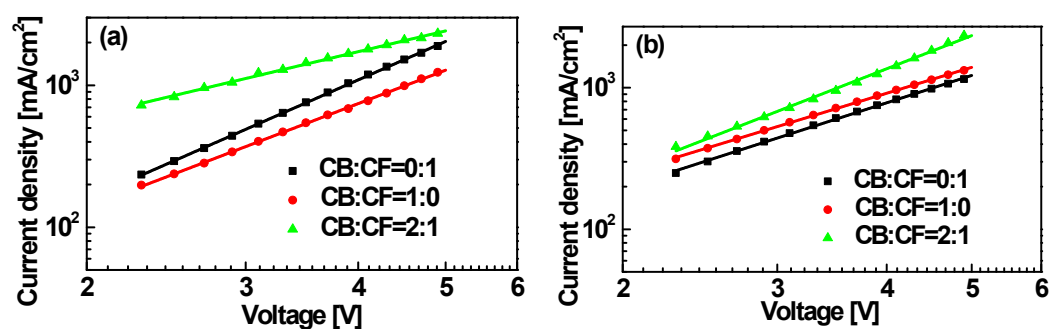 (a)
Current density [mA/cm²]
10³
10²
CB:CF=0:1
CB:CF=1:0
CB:CF=2:1
2 3 4 5 6
Voltage [V]
(b)
Current density [mA/cm²]
10³
10²
CB:CF=0:1
CB:CF=1:0
CB:CF=2:1
2 3 4 5 6
Voltage [V]